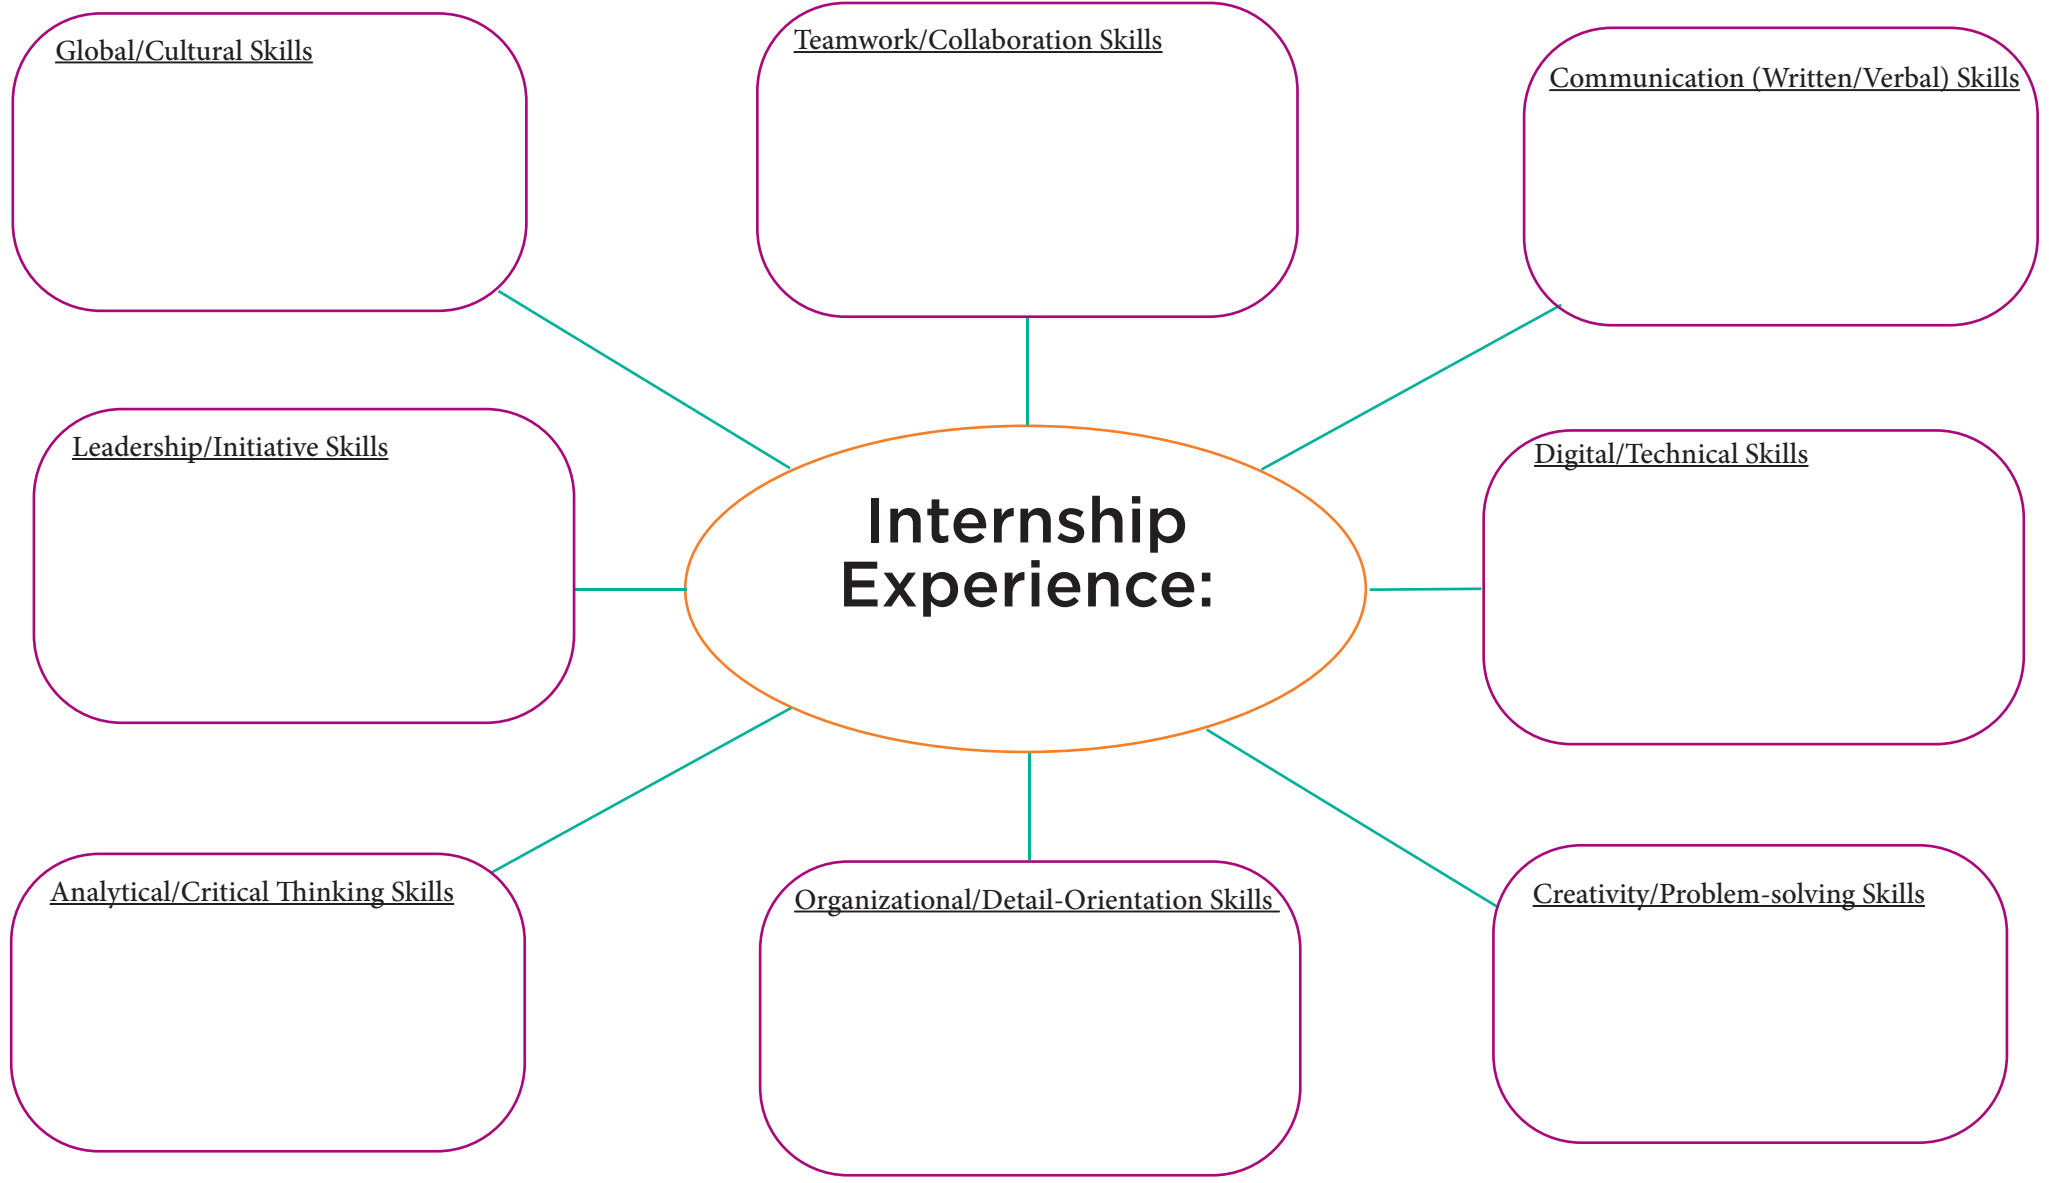 Global/Cultural Skills
Teamwork/Collaboration Skills
Communication (Written/Verbal) Skills
Leadership/Initiative Skills
Digital/Technical Skills
Internship
Experience:
Analytical/Critical Thinking Skills
Organizational/Detail-Orientation Skills
Creativity/Problem-solving Skills